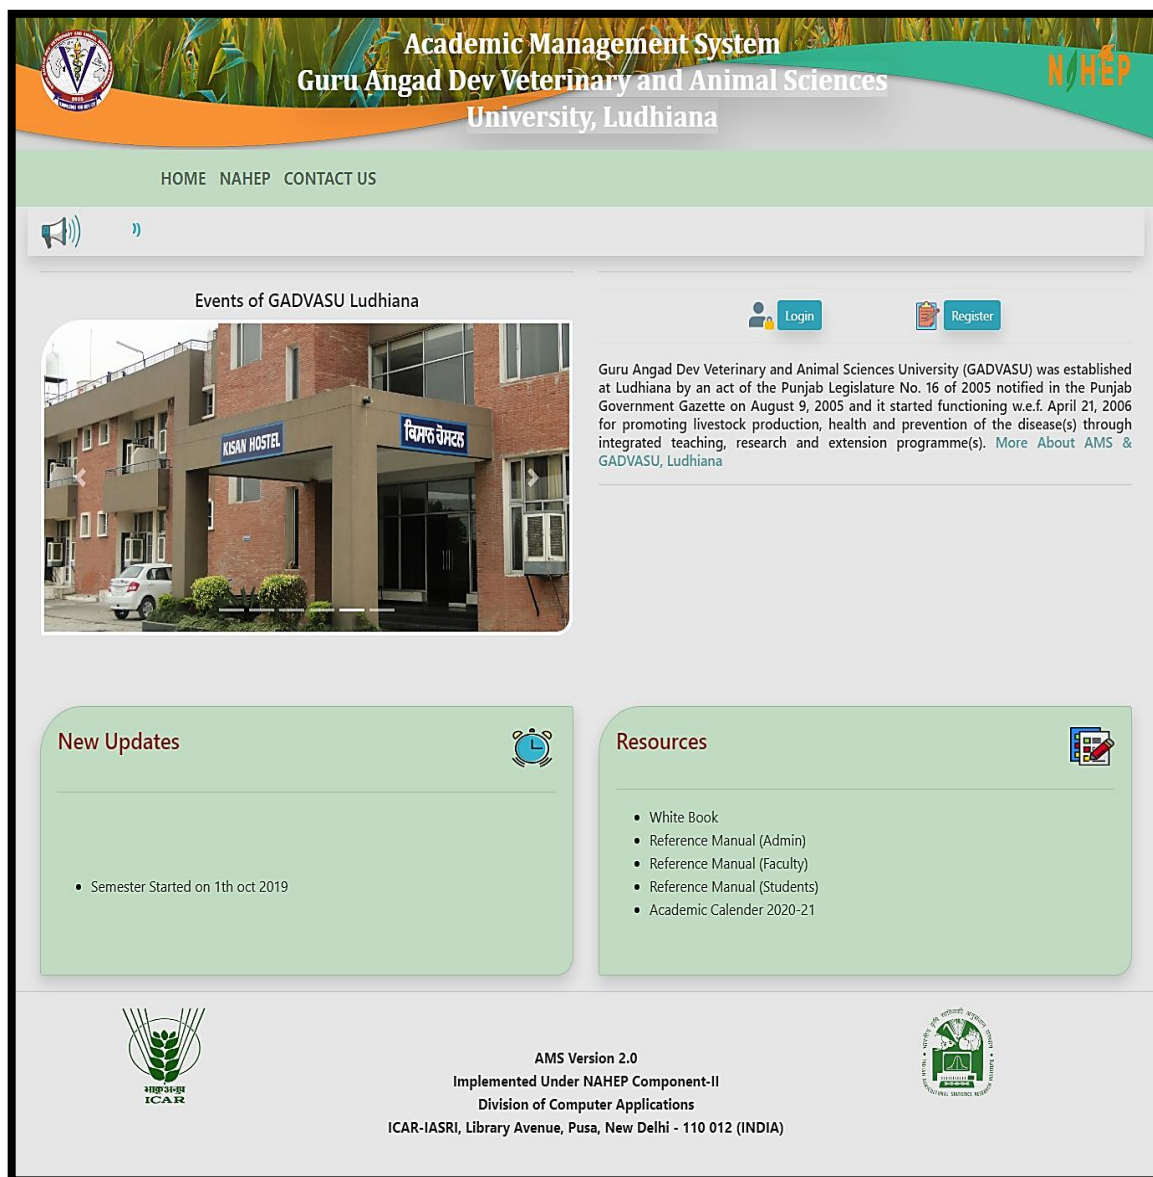 Academic Management System
Guru Angad Dev Veterinary and Animal Sciences
University, Ludhiana
NAHEP
HOME NAHEP CONTACT US
Events of GADVASU Ludhiana
KISAN HOSTEL
ਕਿਸਾਨ ਹੋਸਟਲ
Login
Register
Guru Angad Dev Veterinary and Animal Sciences University (GADVASU) was established
at Ludhiana by an act of the Punjab Legislature No. 16 of 2005 notified in the Punjab
Government Gazette on August 9, 2005 and it started functioning w.e.f. April 21, 2006
for promoting livestock production, health and prevention of the disease(s) through
integrated teaching, research and extension programme(s). More About AMS &
GADVASU, Ludhiana
New Updates
Semester Started on 1th oct 2019
Resources
White Book
Reference Manual (Admin)
Reference Manual (Faculty)
Reference Manual (Students)
Academic Calender 2020-21
भाकृअनुप
ICAR
AMS Version 2.0
Implemented Under NAHEP Component-II
Division of Computer Applications
ICAR-IASRI, Library Avenue, Pusa, New Delhi - 110 012 (INDIA)